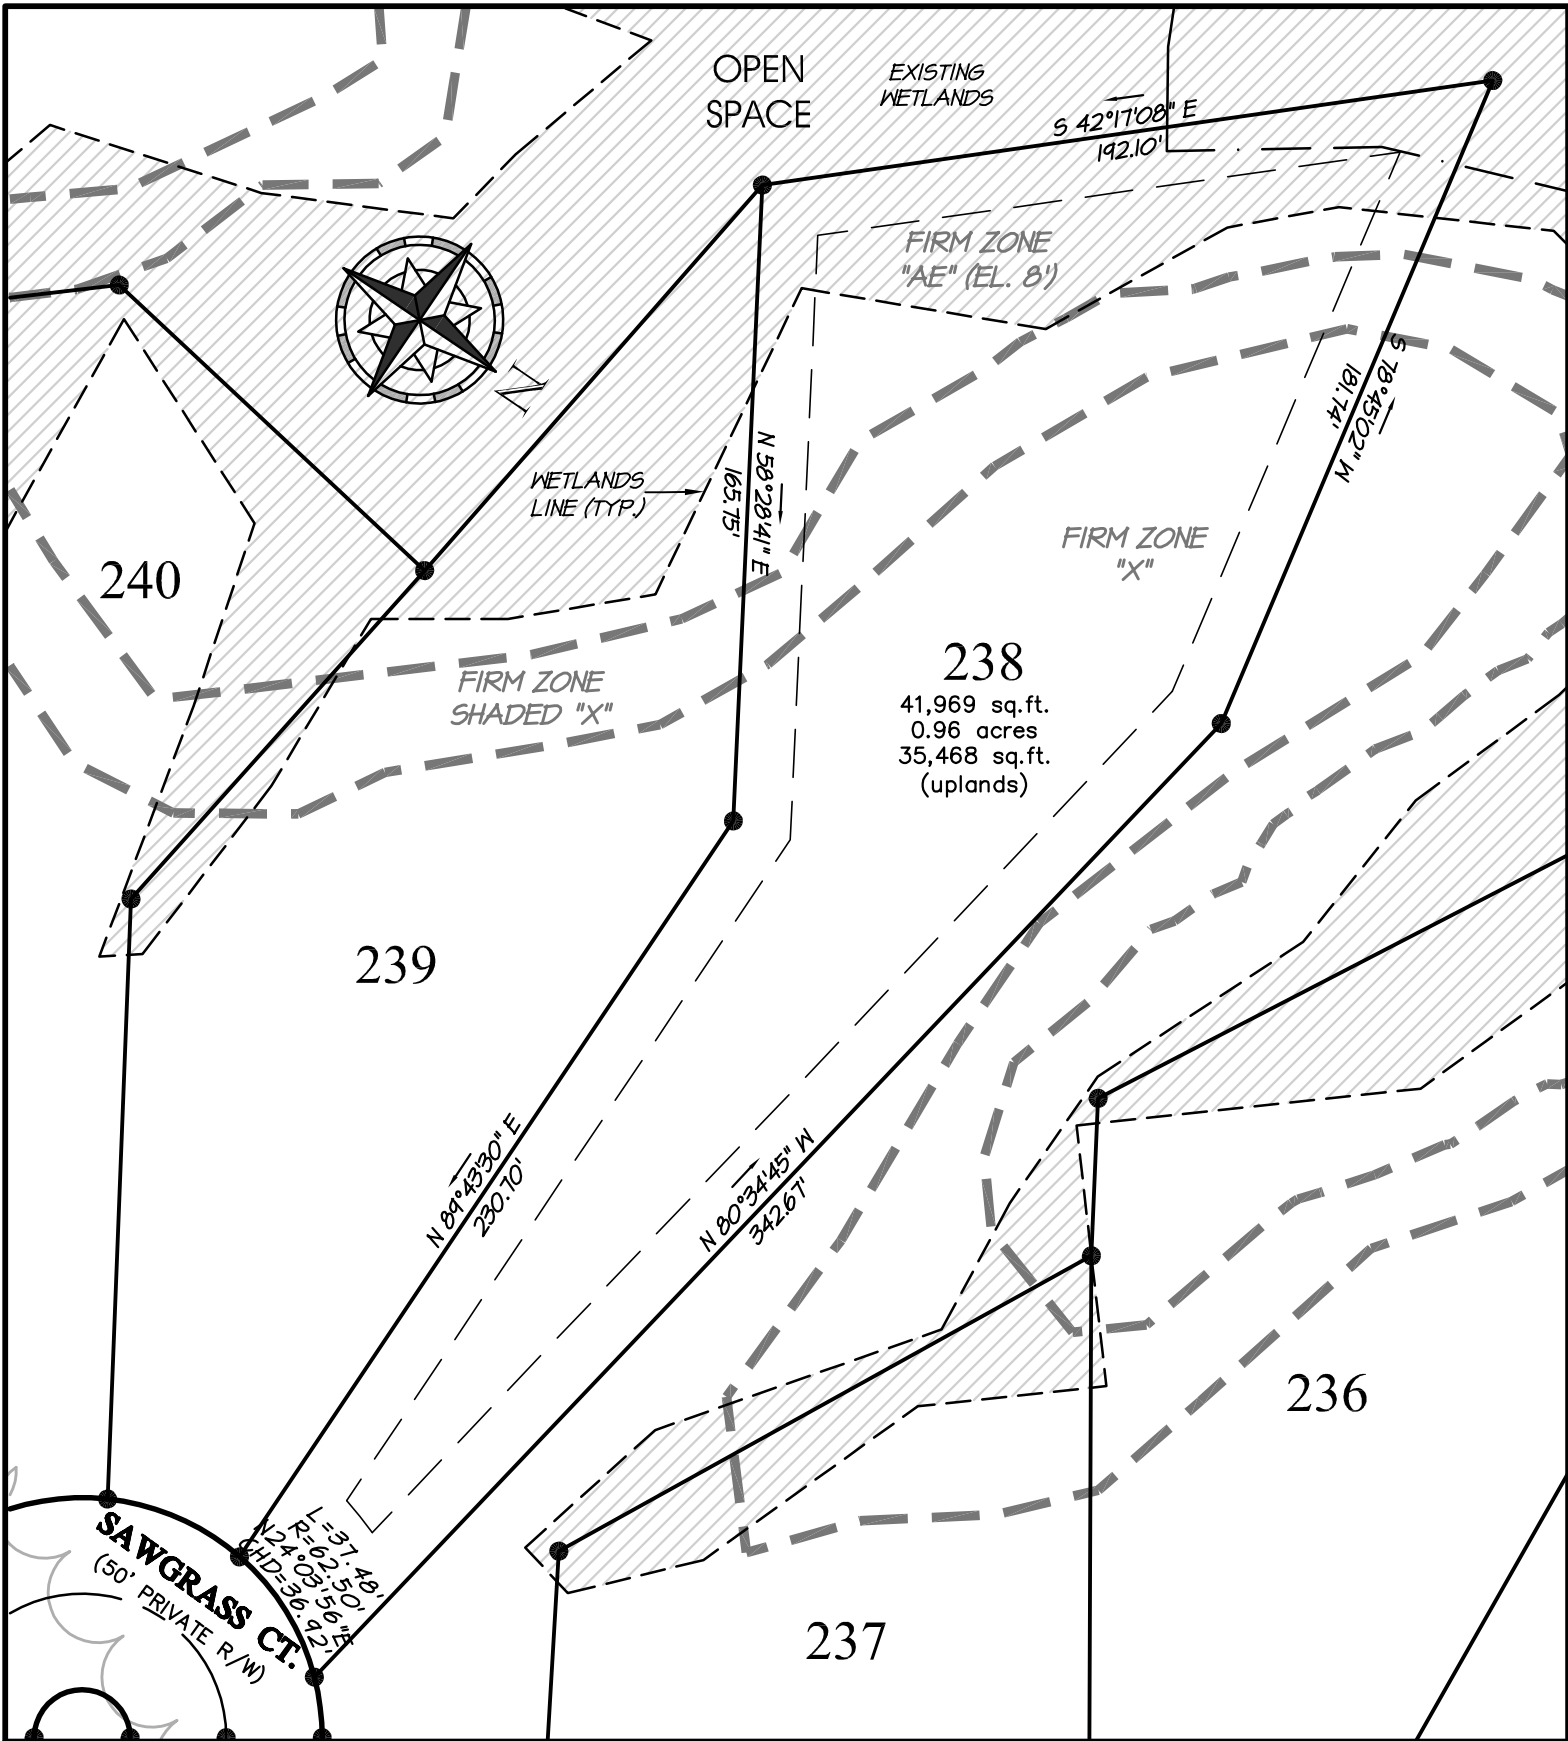 OPEN
SPACE
EXISTING
WETLANDS
S 42°17'08" E
192.10'
FIRM ZONE
"AE" (EL. 8')
N
S 78°45'02" W
181.74'
WETLANDS
LINE (TYP.)
N 58°28'41" E
165.75'
FIRM ZONE
"X"
240
238
41,969 sq.ft.
0.96 acres
35,468 sq.ft.
(uplands)
FIRM ZONE
SHADED "X"
239
N 89°43'30" E
230.10'
N 80°34'45" W
342.67'
236
L=37.48'
R=62.50'
N24°03'56"E
CHD=36.92'
SAWGRASS CT.
(50' PRIVATE R/W)
237